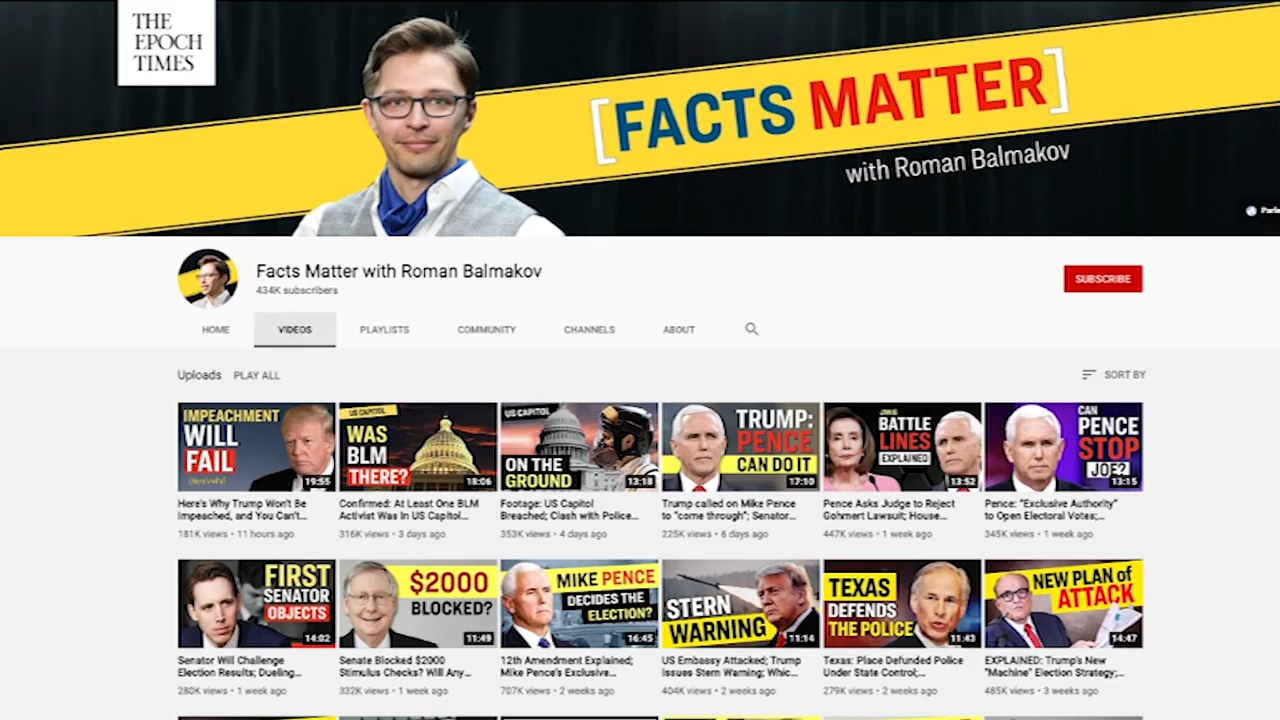 THE
EPOCH
TIMES
[FACTS MATTER]
with Roman Balmakov
Facts Matter with Roman Balmakov
434K subscribers
SUBSCRIBE
HOME VIDEOS PLAYLISTS COMMUNITY CHANNELS ABOUT
Uploads PLAY ALL
SORT BY
IMPEACHMENT
WILL
FAIL
19:55
US CAPITOL
WAS
BLM
THERE?
18:06
US CAPITOL
ON THE
GROUND
13:18
TRUMP:
PENCE
CAN DO IT
17:10
BATTLE
LINES
EXPLAINED
13:52
CAN
PENCE
STOP
JOE?
13:15
Here's Why Trump Won't Be
Impeached, and You Can't...
181K views • 11 hours ago
Confirmed: At Least One BLM
Activist Was In US Capitol...
316K views • 3 days ago
Footage: US Capitol
Breached; Clash with Police...
353K views • 4 days ago
Trump called on Mike Pence
to "come through"; Senator...
225K views • 6 days ago
Pence Asks Judge to Reject
Gohmert Lawsuit; House...
447K views • 1 week ago
Pence: "Exclusive Authority"
to Open Electoral Votes;...
345K views • 1 week ago
FIRST
SENATOR
OBJECTS
14:02
$2000
BLOCKED?
11:49
MIKE PENCE
DECIDES THE
ELECTION?
16:45
STERN
WARNING
11:14
TEXAS
DEFENDS
THE POLICE
11:43
NEW PLAN of
ATTACK
14:47
Senator Will Challenge
Election Results; Dueling...
280K views • 1 week ago
Senate Blocked $2000
Stimulus Checks? Will Any...
332K views • 1 week ago
12th Amendment Explained;
Mike Pence's Exclusive...
707K views • 2 weeks ago
US Embassy Attacked; Trump
Issues Stern Warning; Whic...
404K views • 2 weeks ago
Texas: Place Defunded Police
Under State Control;...
279K views • 2 weeks ago
EXPLAINED: Trump's New
"Machine" Election Strategy;...
485K views • 3 weeks ago